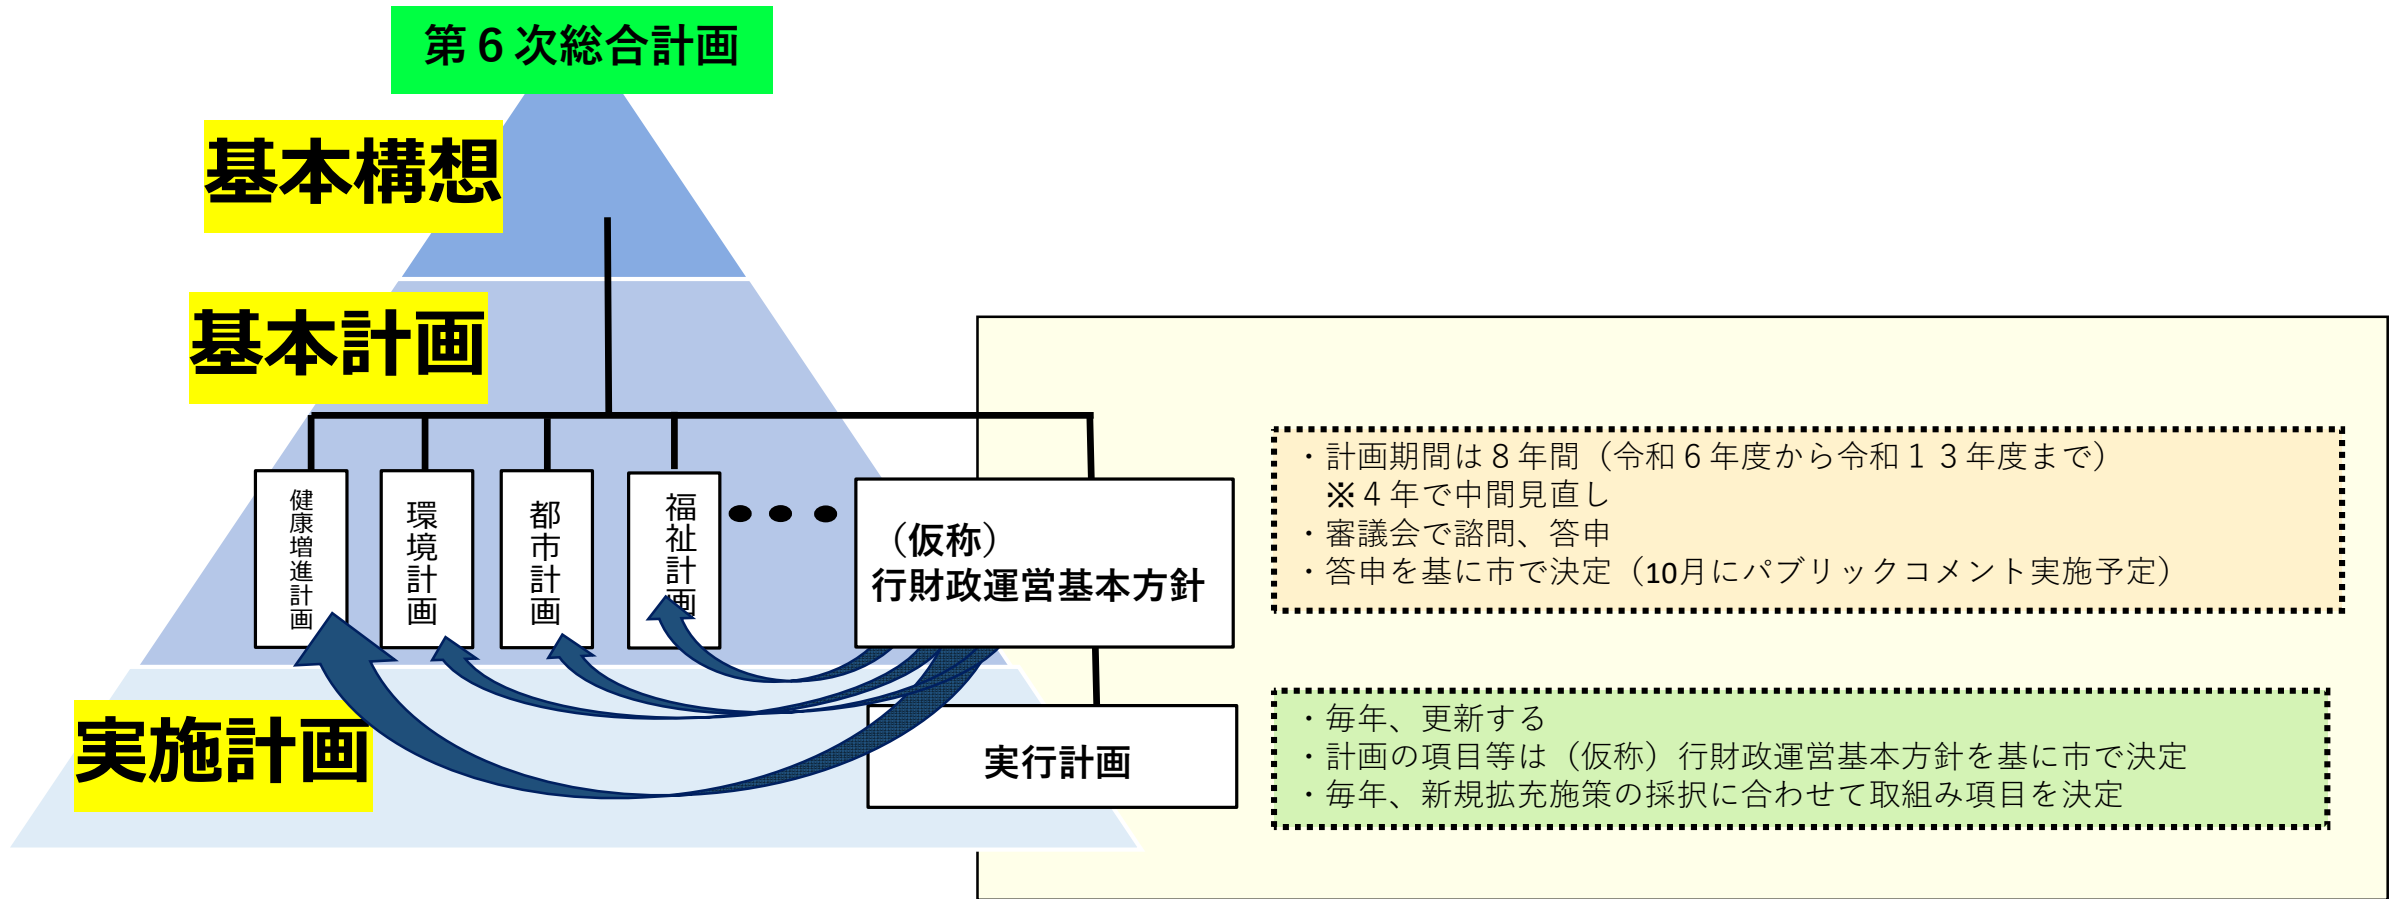 第６次総合計画
基本構想
基本計画
健康増進計画
環境計画
都市計画
福祉計画
●●●
（仮称）
行財政運営基本方針
・計画期間は８年間（令和６年度から令和１３年度まで）
※４年で中間見直し
・審議会で諮問、答申
・答申を基に市で決定（10月にパブリックコメント実施予定）
実施計画
実行計画
・毎年、更新する
・計画の項目等は（仮称）行財政運営基本方針を基に市で決定
・毎年、新規拡充施策の採択に合わせて取組み項目を決定